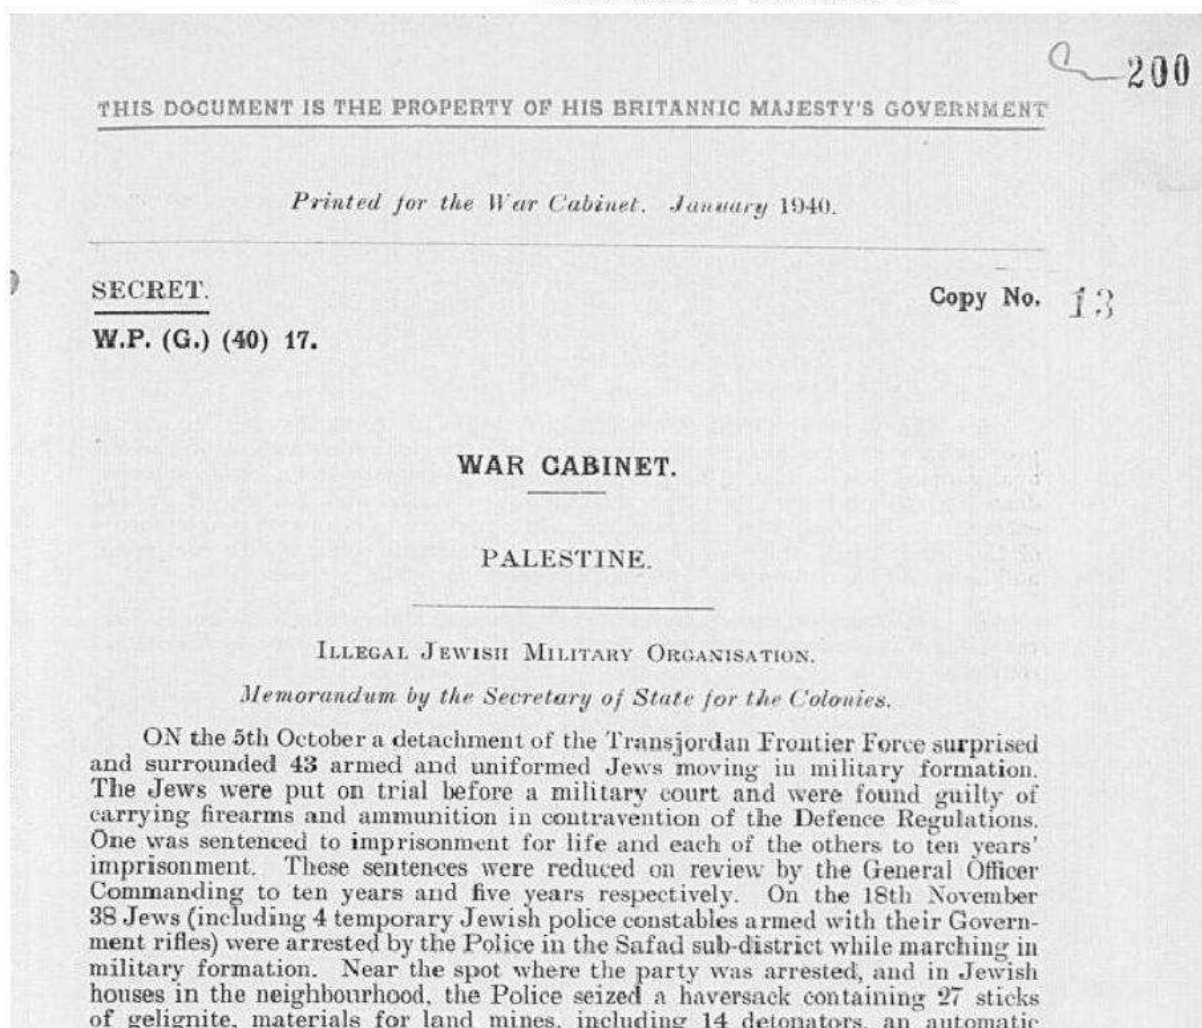 200
THIS DOCUMENT IS THE PROPERTY OF HIS BRITANNIC MAJESTY'S GOVERNMENT
Printed for the War Cabinet. January 1940.
SECRET. Copy No. 13
W.P. (G.) (40) 17.
WAR CABINET.
PALESTINE.
ILLEGAL JEWISH MILITARY ORGANISATION.
Memorandum by the Secretary of State for the Colonies.
ON the 5th October a detachment of the Transjordan Frontier Force surprised
and surrounded 43 armed and uniformed Jews moving in military formation.
The Jews were put on trial before a military court and were found guilty of
carrying firearms and ammunition in contravention of the Defence Regulations.
One was sentenced to imprisonment for life and each of the others to ten years'
imprisonment. These sentences were reduced on review by the General Officer
Commanding to ten years and five years respectively. On the 18th November
38 Jews (including 4 temporary Jewish police constables armed with their Govern-
ment rifles) were arrested by the Police in the Safad sub-district while marching in
military formation. Near the spot where the party was arrested, and in Jewish
houses in the neighbourhood, the Police seized a haversack containing 27 sticks
of gelignite, materials for land mines, including 14 detonators, an automatic